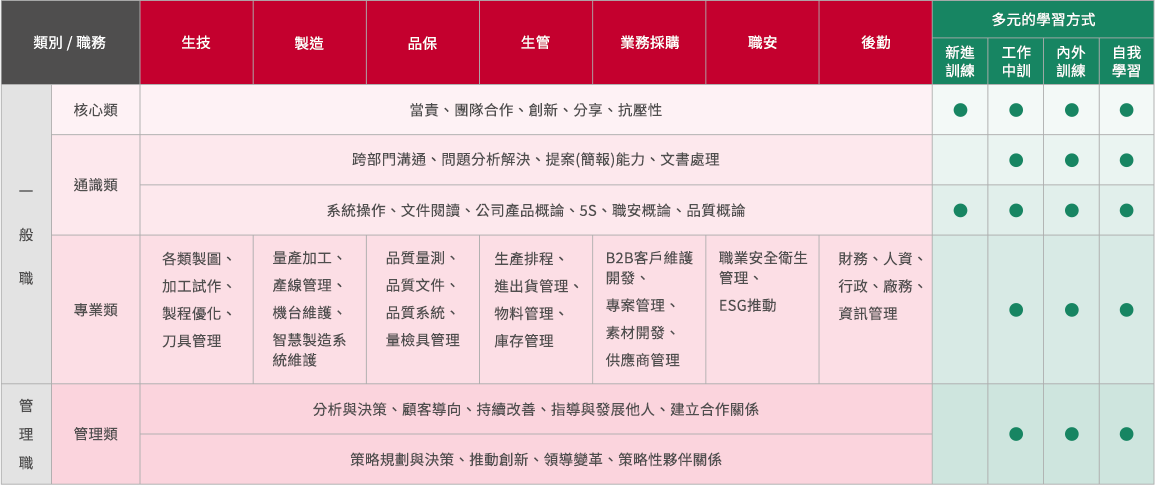 類別 / 職務
生技
製造
品保
生管
業務採購
職安
後勤
多元的學習方式
新進
訓練
工作
中訓
內外
訓練
自我
學習
一
般
職
核心類
當責、團隊合作、創新、分享、抗壓性
通識類
跨部門溝通、問題分析解決、提案(簡報)能力、文書處理
系統操作、文件閱讀、公司產品概論、5S、職安概論、品質概論
專業類
各類製圖、
加工試作、
製程優化、
刀具管理
量產加工、
產線管理、
機台維護、
智慧製造系
統維護
品質量測、
品質文件、
品質系統、
量檢具管理
生產排程、
進出貨管理、
物料管理、
庫存管理
B2B客戶維護
開發、
專案管理、
素材開發、
供應商管理
職業安全衛生
管理、
ESG推動
財務、人資、
行政、廠務、
資訊管理
管
理
職
管理類
分析與決策、顧客導向、持續改善、指導與發展他人、建立合作關係
策略規劃與決策、推動創新、領導變革、策略性夥伴關係